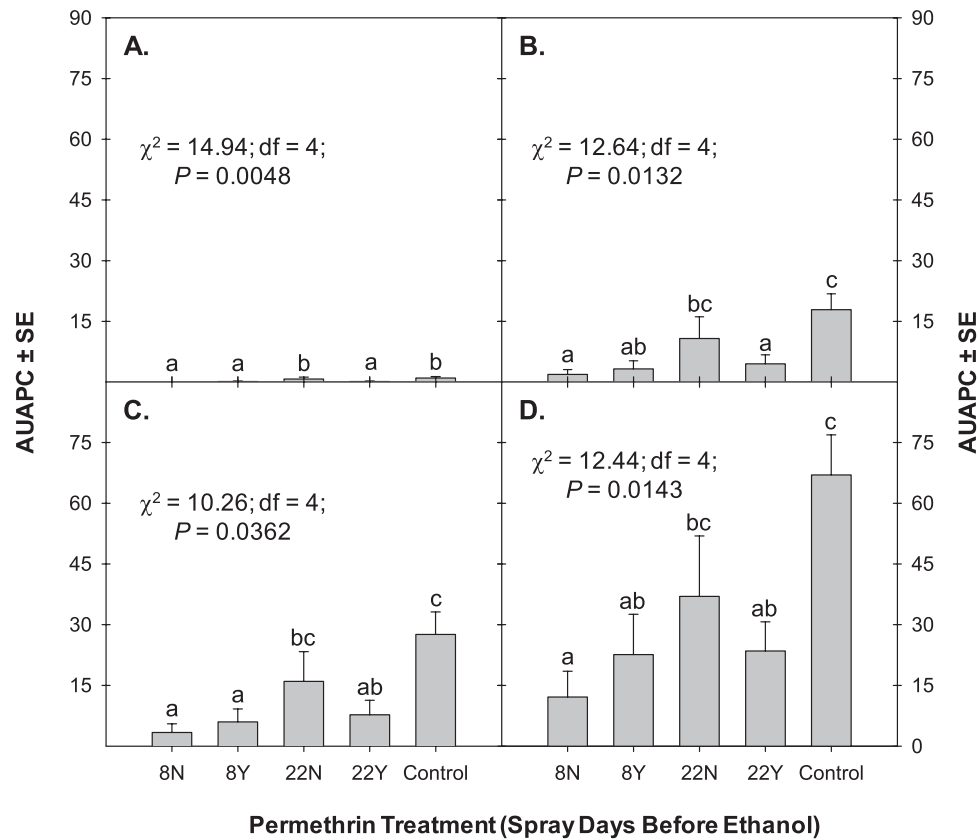 90
75
60
45
30
15
A.
χ² = 14.94; df = 4;
P = 0.0048
a a b a b
B.
χ² = 12.64; df = 4;
P = 0.0132
a ab bc a c
90
75
60
45
30
15
AUAPC ± SE
75
60
45
30
15
C.
χ² = 10.26; df = 4;
P = 0.0362
a a bc ab c
D.
χ² = 12.44; df = 4;
P = 0.0143
a ab bc ab c
90
75
60
45
30
15
0
AUAPC ± SE
8N 8Y 22N 22Y Control
8N 8Y 22N 22Y Control
Permethrin Treatment (Spray Days Before Ethanol)